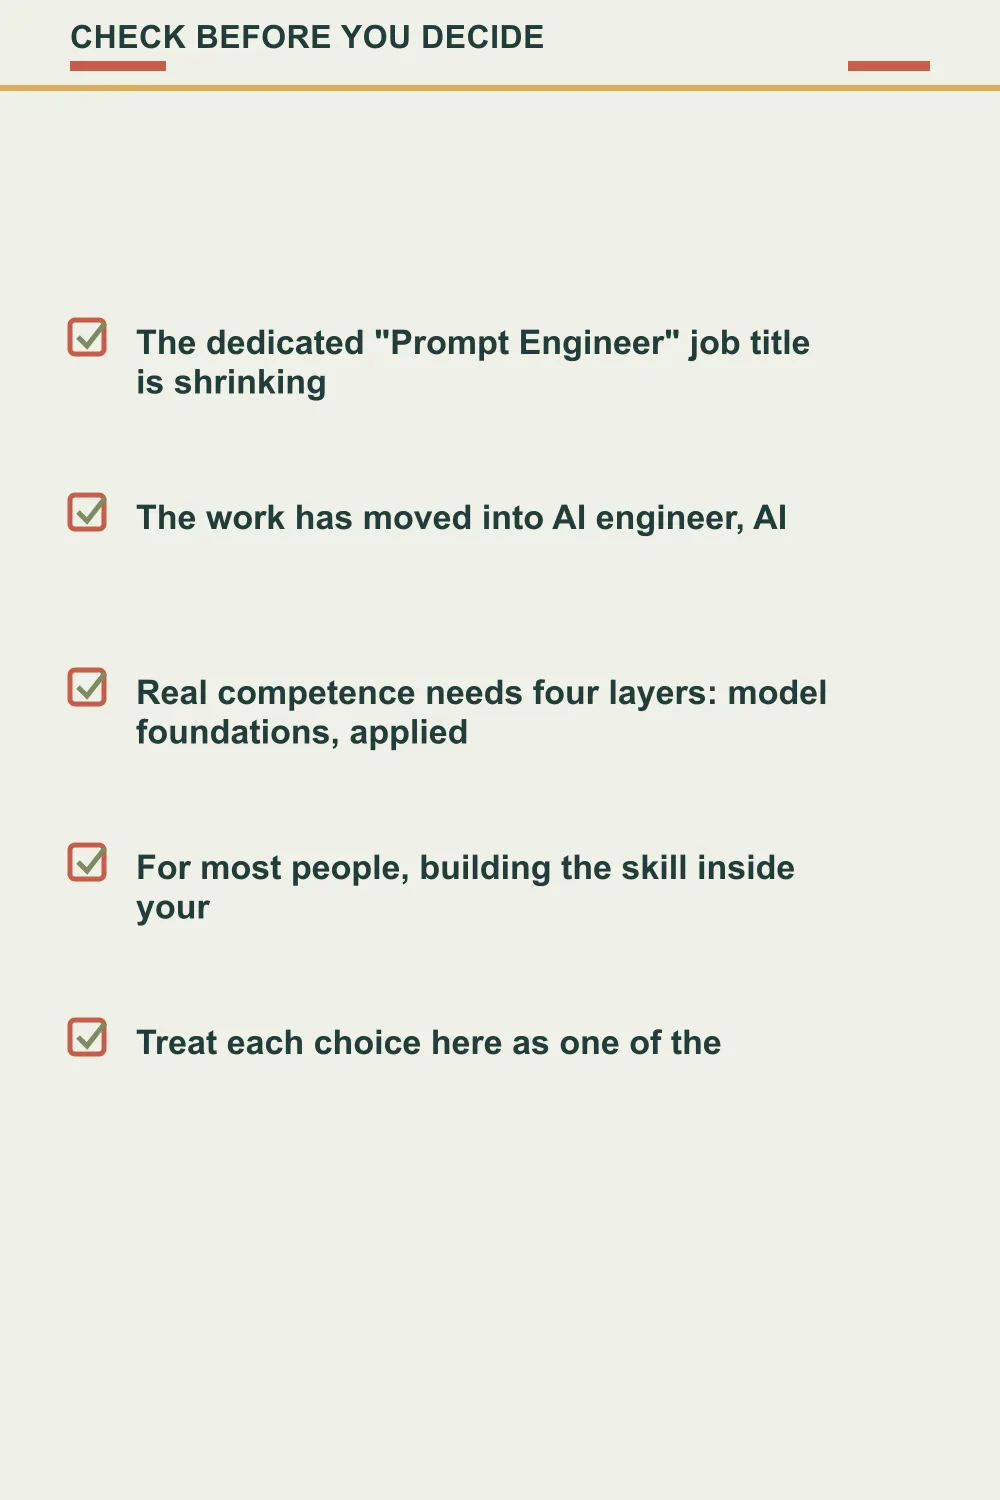 CHECK BEFORE YOU DECIDE
The dedicated "Prompt Engineer" job title
is shrinking
The work has moved into AI engineer, AI
Real competence needs four layers: model
foundations, applied
For most people, building the skill inside
your
Treat each choice here as one of the